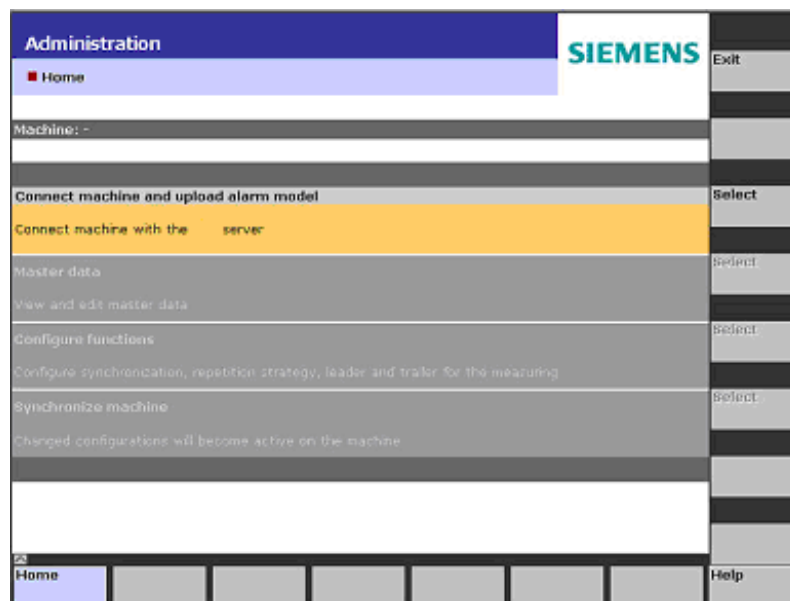 Administration
SIEMENS
Exit
Home
Machine: -
Connect machine and upload alarm model
Select
Connect machine with the server
Master data
Select
View and edit master data
Configure functions
Select
Configure synchronization, repetition strategy, leader and trailer for the measuring
Synchronize machine
Select
Changed configurations will become active on the machine
Home
Help